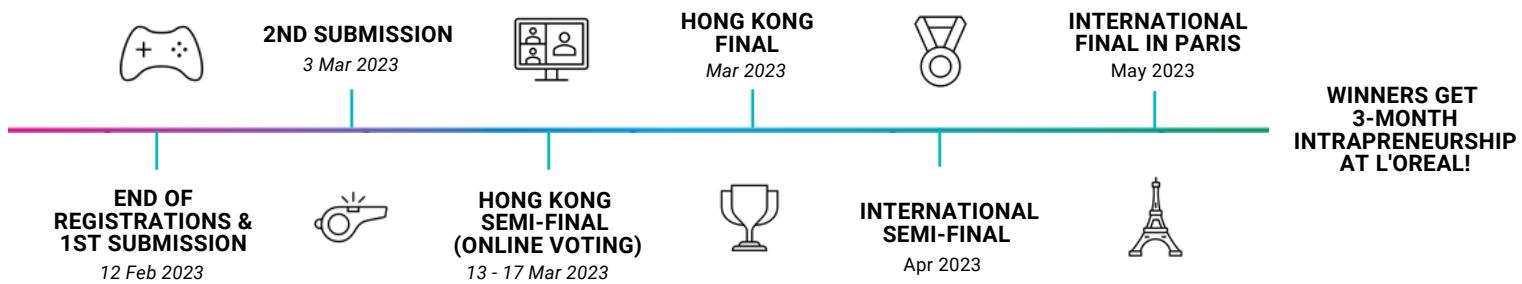 END OF
REGISTRATIONS &
1ST SUBMISSION
12 Feb 2023
2ND SUBMISSION
3 Mar 2023
HONG KONG
SEMI-FINAL
(ONLINE VOTING)
13 - 17 Mar 2023
HONG KONG
FINAL
Mar 2023
INTERNATIONAL
SEMI-FINAL
Apr 2023
INTERNATIONAL
FINAL IN PARIS
May 2023
WINNERS GET
3-MONTH
INTRAPRENEURSHIP
AT L'OREAL!